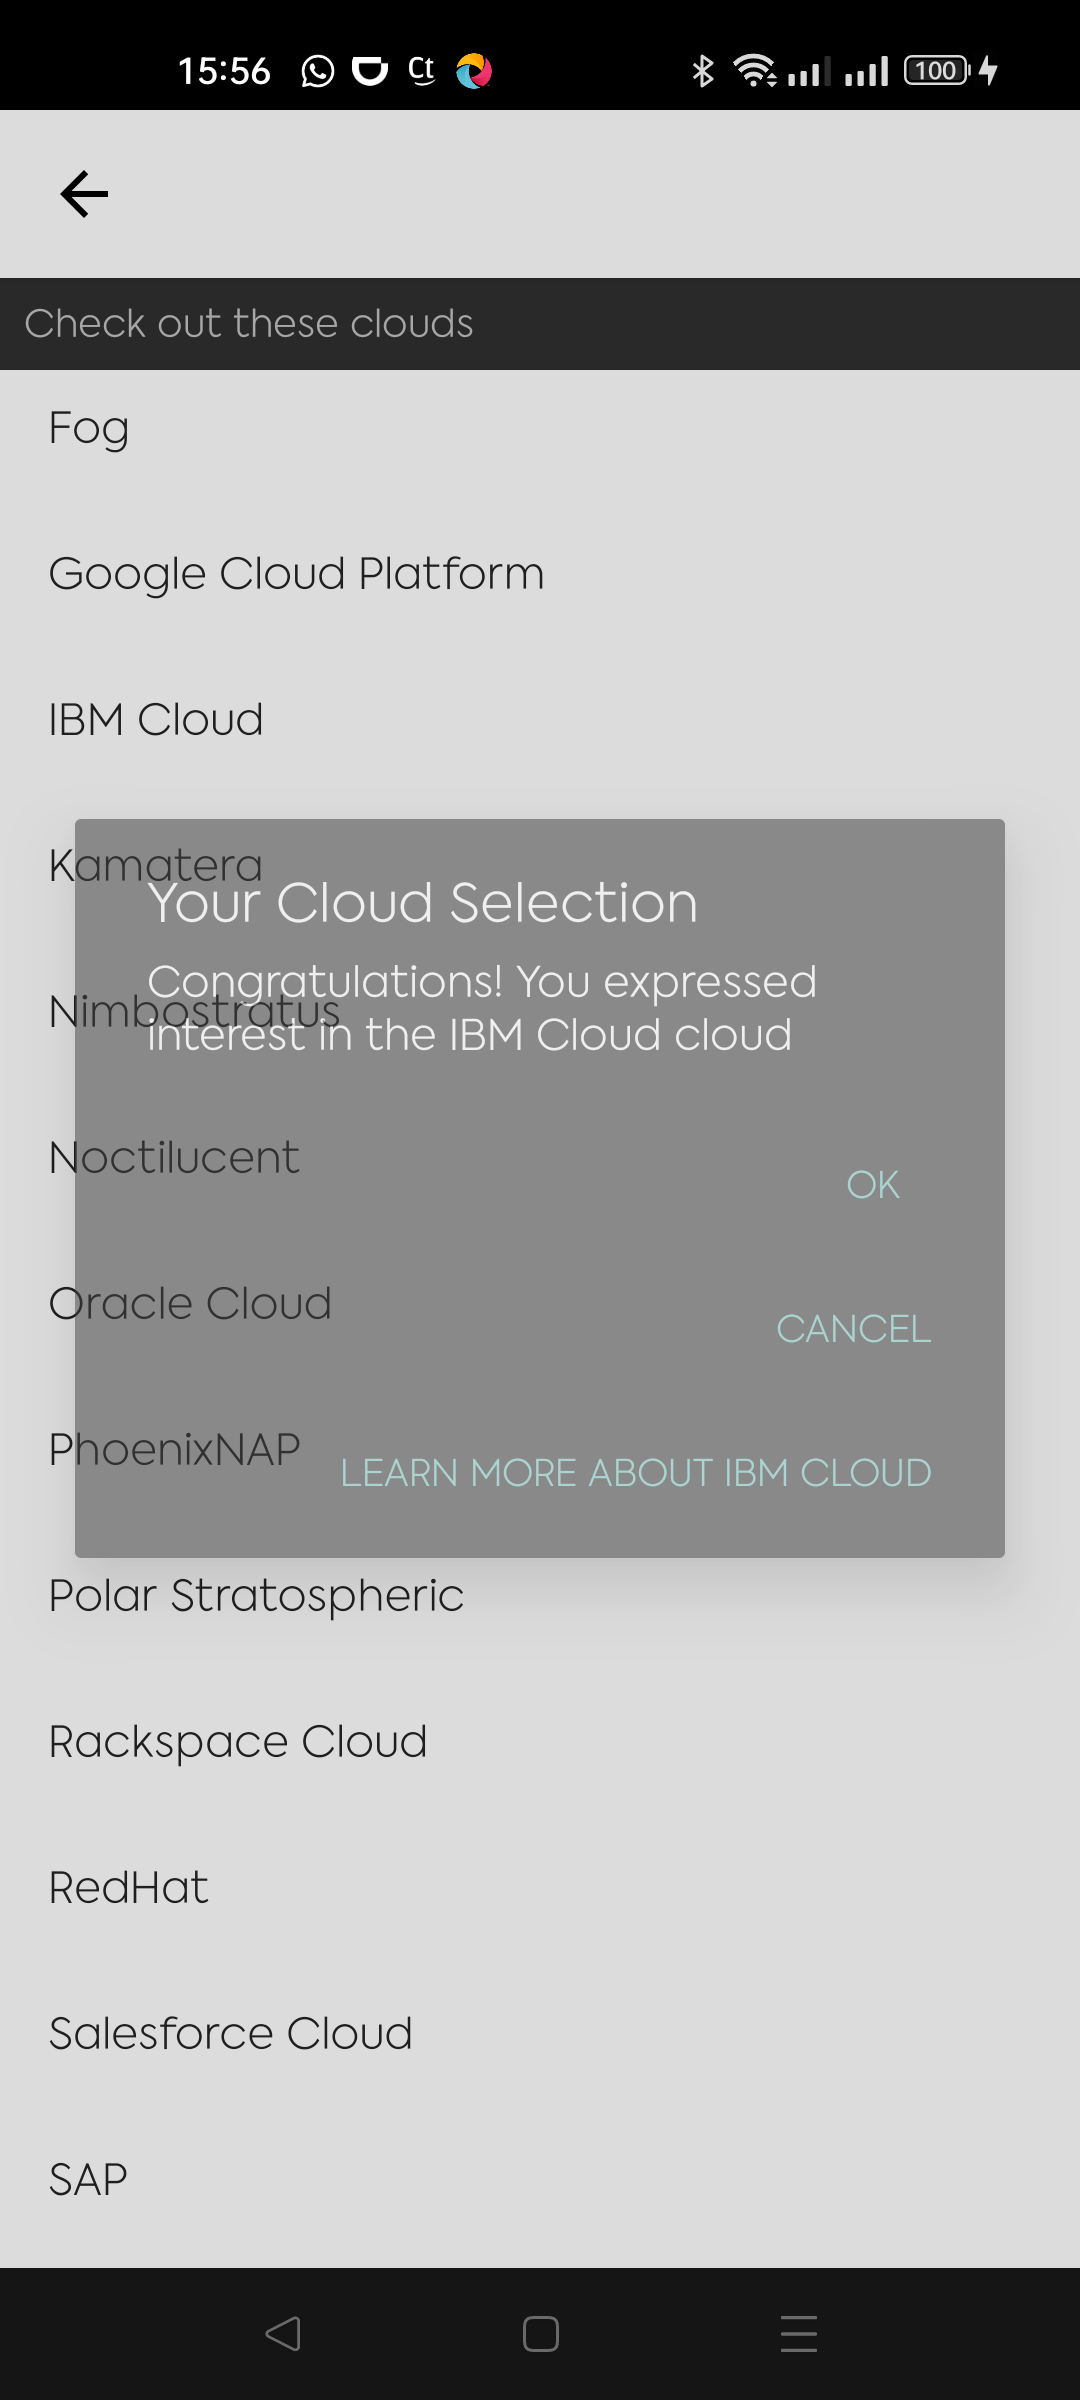 15:56 Ct 100
Check out these clouds
Fog
Google Cloud Platform
IBM Cloud
Kamatera
Your Cloud Selection
Congratulations! You expressed
Nimbostratus
interest in the IBM Cloud cloud
Noctilucent
OK
Oracle Cloud
CANCEL
PhoenixNAP
LEARN MORE ABOUT IBM CLOUD
Polar Stratospheric
Rackspace Cloud
RedHat
Salesforce Cloud
SAP